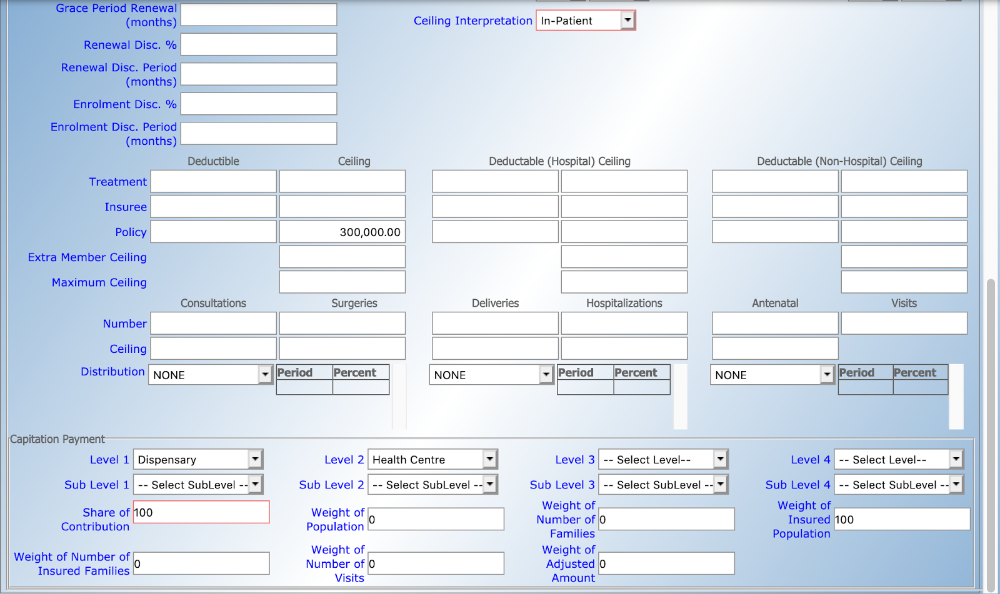 Grace Period Renewal
(months)
Ceiling Interpretation In-Patient
Renewal Disc. %
Renewal Disc. Period
(months)
Enrolment Disc. %
Enrolment Disc. Period
(months)
Deductible Ceiling Deductable (Hospital) Ceiling Deductable (Non-Hospital) Ceiling
Treatment
Insuree
Policy 300,000.00
Extra Member Ceiling
Maximum Ceiling
Consultations Surgeries Deliveries Hospitalizations Antenatal Visits
Number
Ceiling
Distribution NONE Period Percent NONE Period Percent NONE Period Percent
Capitation Payment
Level 1 Dispensary Level 2 Health Centre Level 3 -- Select Level-- Level 4 -- Select Level--
Sub Level 1 -- Select SubLevel -- Sub Level 2 -- Select SubLevel -- Sub Level 3 -- Select SubLevel -- Sub Level 4 -- Select SubLevel --
Share of
Contribution
100
Weight of
Population
0
Weight of
Number of
Families
0
Weight of
Insured
Population
100
Weight of Number of
Insured Families
0
Weight of
Number of
Visits
0
Weight of
Adjusted
Amount
0